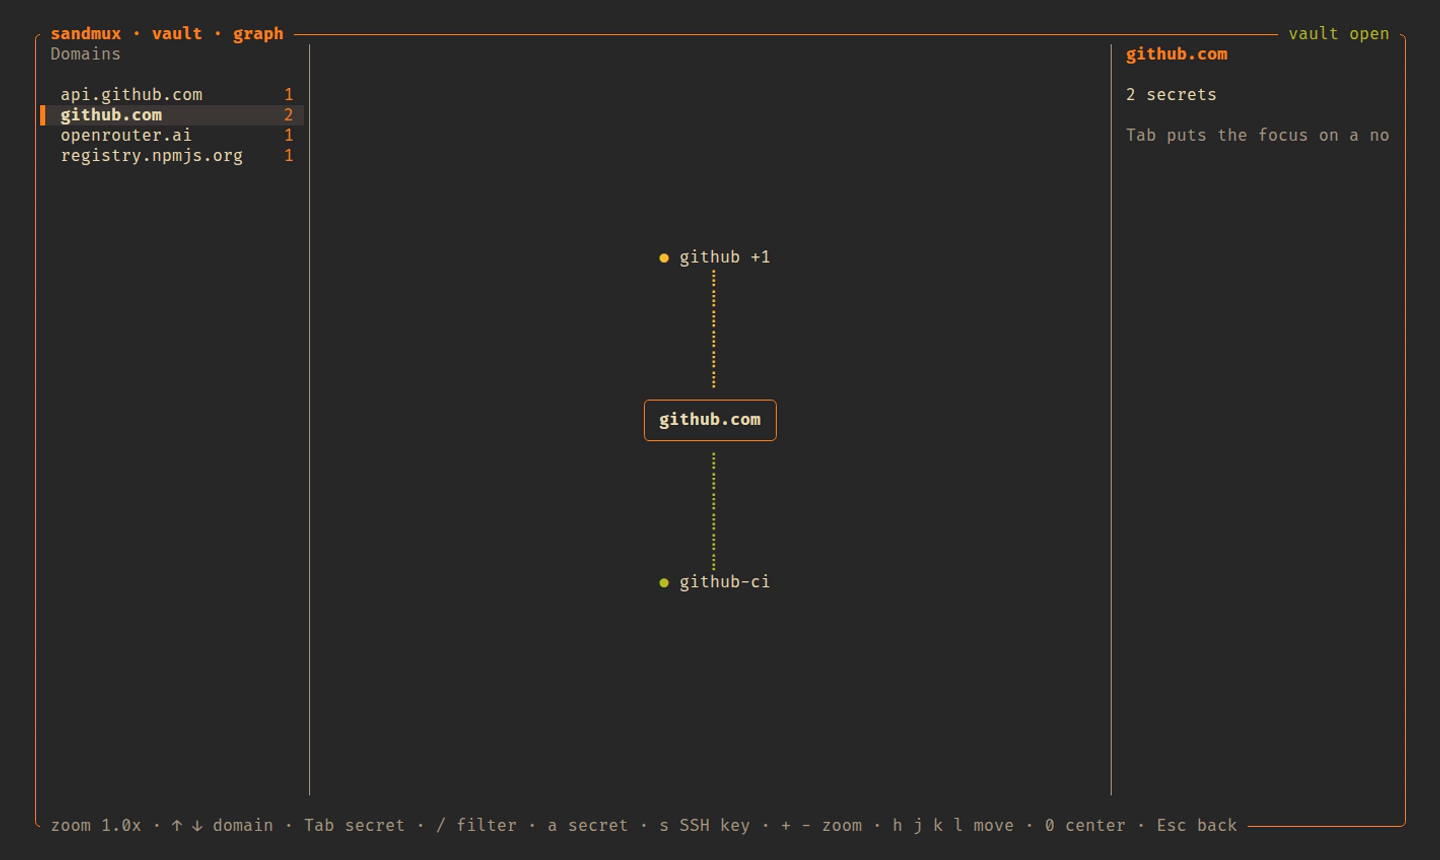 sandmux · vault · graph
vault open
Domains
api.github.com 1
github.com 2
openrouter.ai 1
registry.npmjs.org 1
github +1
github.com
github-ci
github.com
2 secrets
Tab puts the focus on a no
zoom 1.0x · ↑ ↓ domain · Tab secret · / filter · a secret · s SSH key · + - zoom · h j k l move · 0 center · Esc back